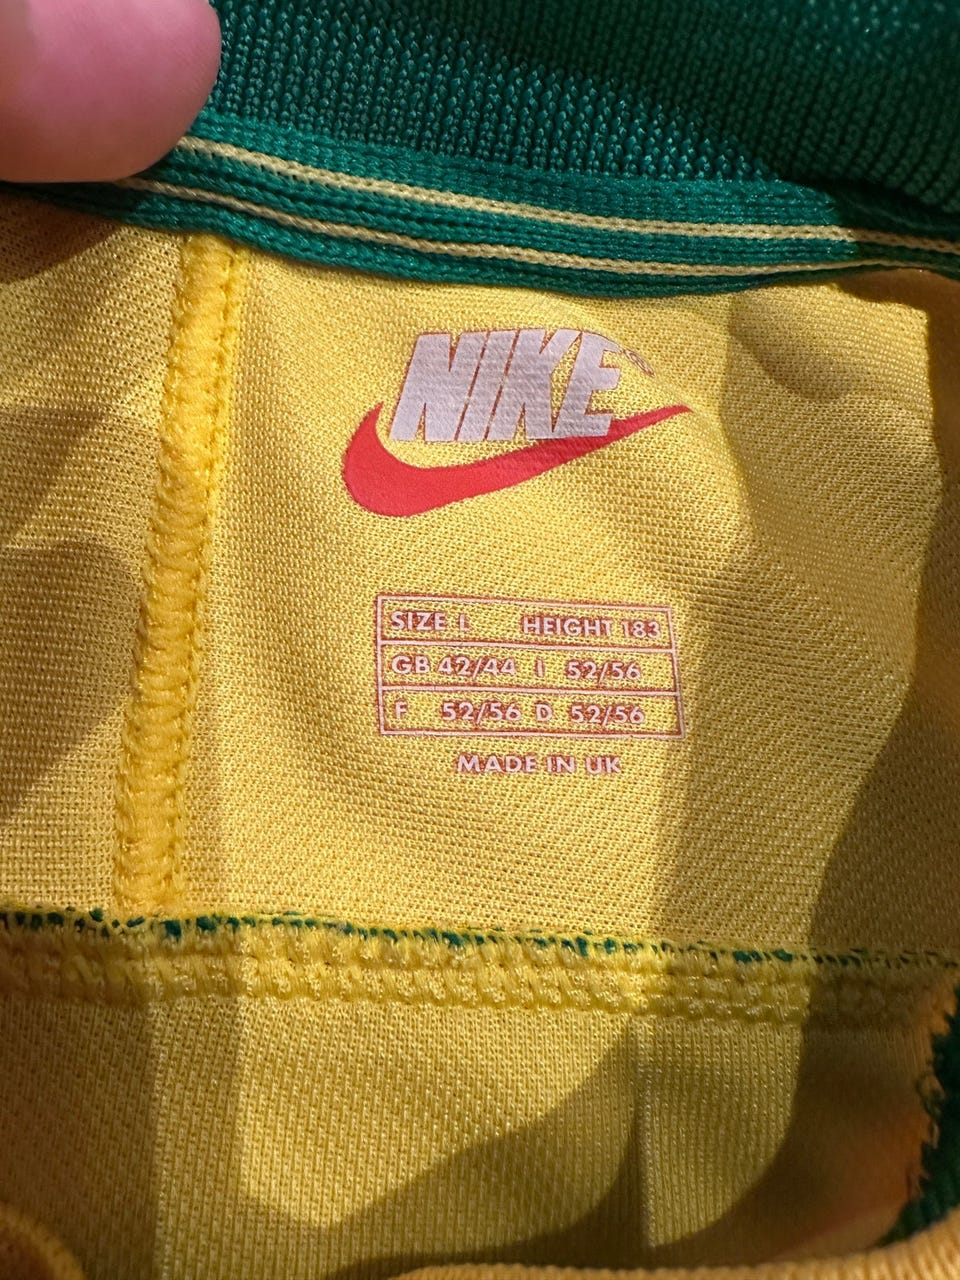 NIKE®
SIZE L HEIGHT 183
GB 42/44 I 52/56
F 52/56 D 52/56
MADE IN UK